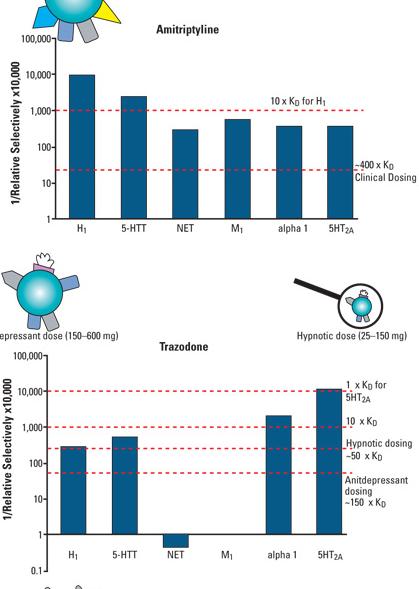 Amitriptyline
1/Relative Selectively x10,000
100,000
10,000
1,000
100
10
1
10 x KD for H1
~400 x KD
Clinical Dosing
H1 5-HTT NET M1 alpha 1 5HT2A
epressant dose (150–600 mg)
Hypnotic dose (25–150 mg)
Trazodone
1/Relative Selectively x10,000
100,000
10,000
1,000
100
10
1
0.1
1 x KD for
5HT2A
10 x KD
Hypnotic dosing
~50 x KD
Anitdepressant
dosing
~150 x KD
H1 5-HTT NET M1 alpha 1 5HT2A